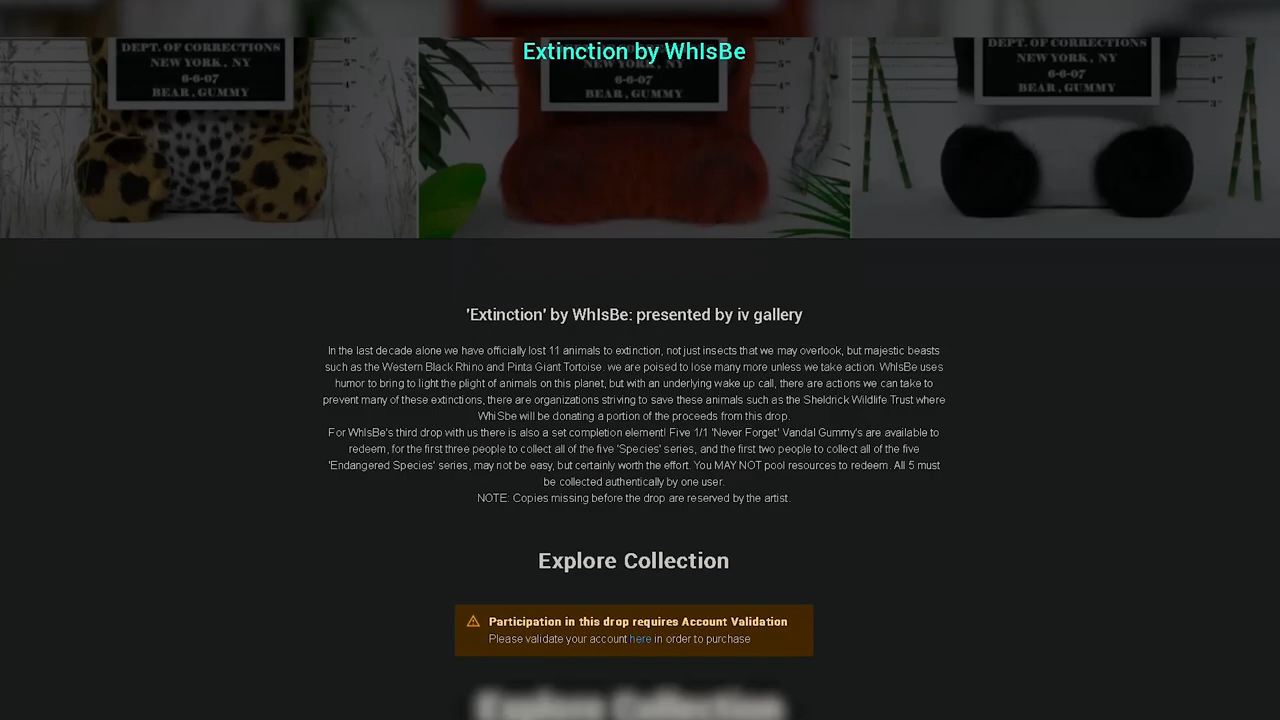 DEPT. OF CORRECTIONS
NEW YORK, NY
6-6-07
BEAR, GUMMY
Extinction by WhIsBe
NEW YORK, NY
6-6-07
BEAR, GUMMY
DEPT. OF CORRECTIONS
NEW YORK, NY
6-6-07
BEAR, GUMMY
'Extinction' by WhIsBe: presented by iv gallery
In the last decade alone we have officially lost 11 animals to extinction, not just insects that we may overlook, but majestic beasts
such as the Western Black Rhino and Pinta Giant Tortoise. we are poised to lose many more unless we take action. WhIsBe uses
humor to bring to light the plight of animals on this planet, but with an underlying wake up call, there are actions we can take to
prevent many of these extinctions, there are organizations striving to save these animals such as the Sheldrick Wildlife Trust where
WhiSbe will be donating a portion of the proceeds from this drop.
For WhIsBe's third drop with us there is also a set completion element! Five 1/1 'Never Forget' Vandal Gummy's are available to
redeem, for the first three people to collect all of the five 'Species' series, and the first two people to collect all of the five
'Endangered Species' series, may not be easy, but certainly worth the effort. You MAY NOT pool resources to redeem. All 5 must
be collected authentically by one user.
NOTE: Copies missing before the drop are reserved by the artist.
Explore Collection
Participation in this drop requires Account Validation
Please validate your account here in order to purchase
Explore Collection